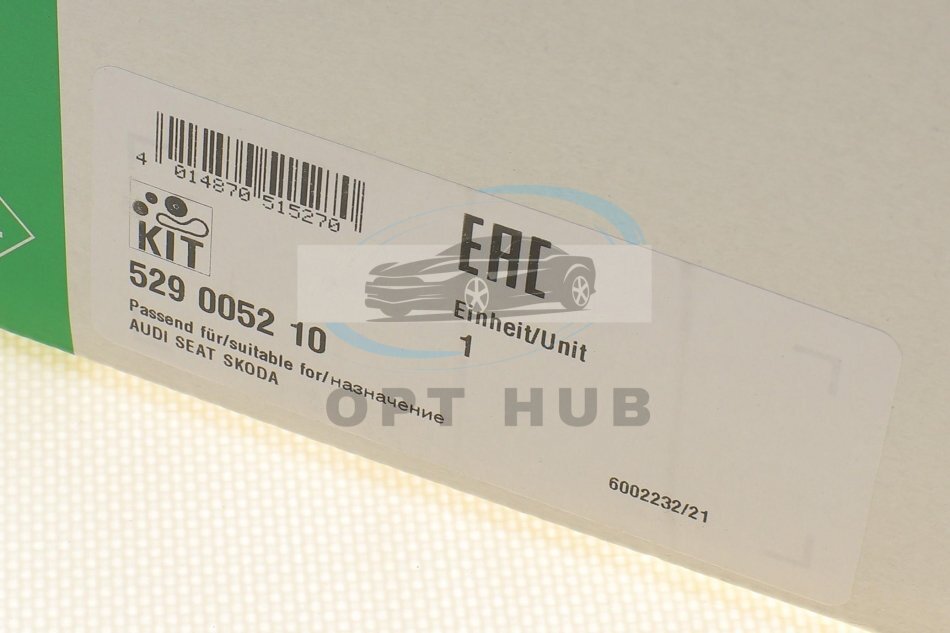 4 014870 515270
KIT
529 0052 10
Passend für/suitable for/назначение
AUDI SEAT SKODA
EAC
Einheit/Unit
1
OPT HUB
6002232/21